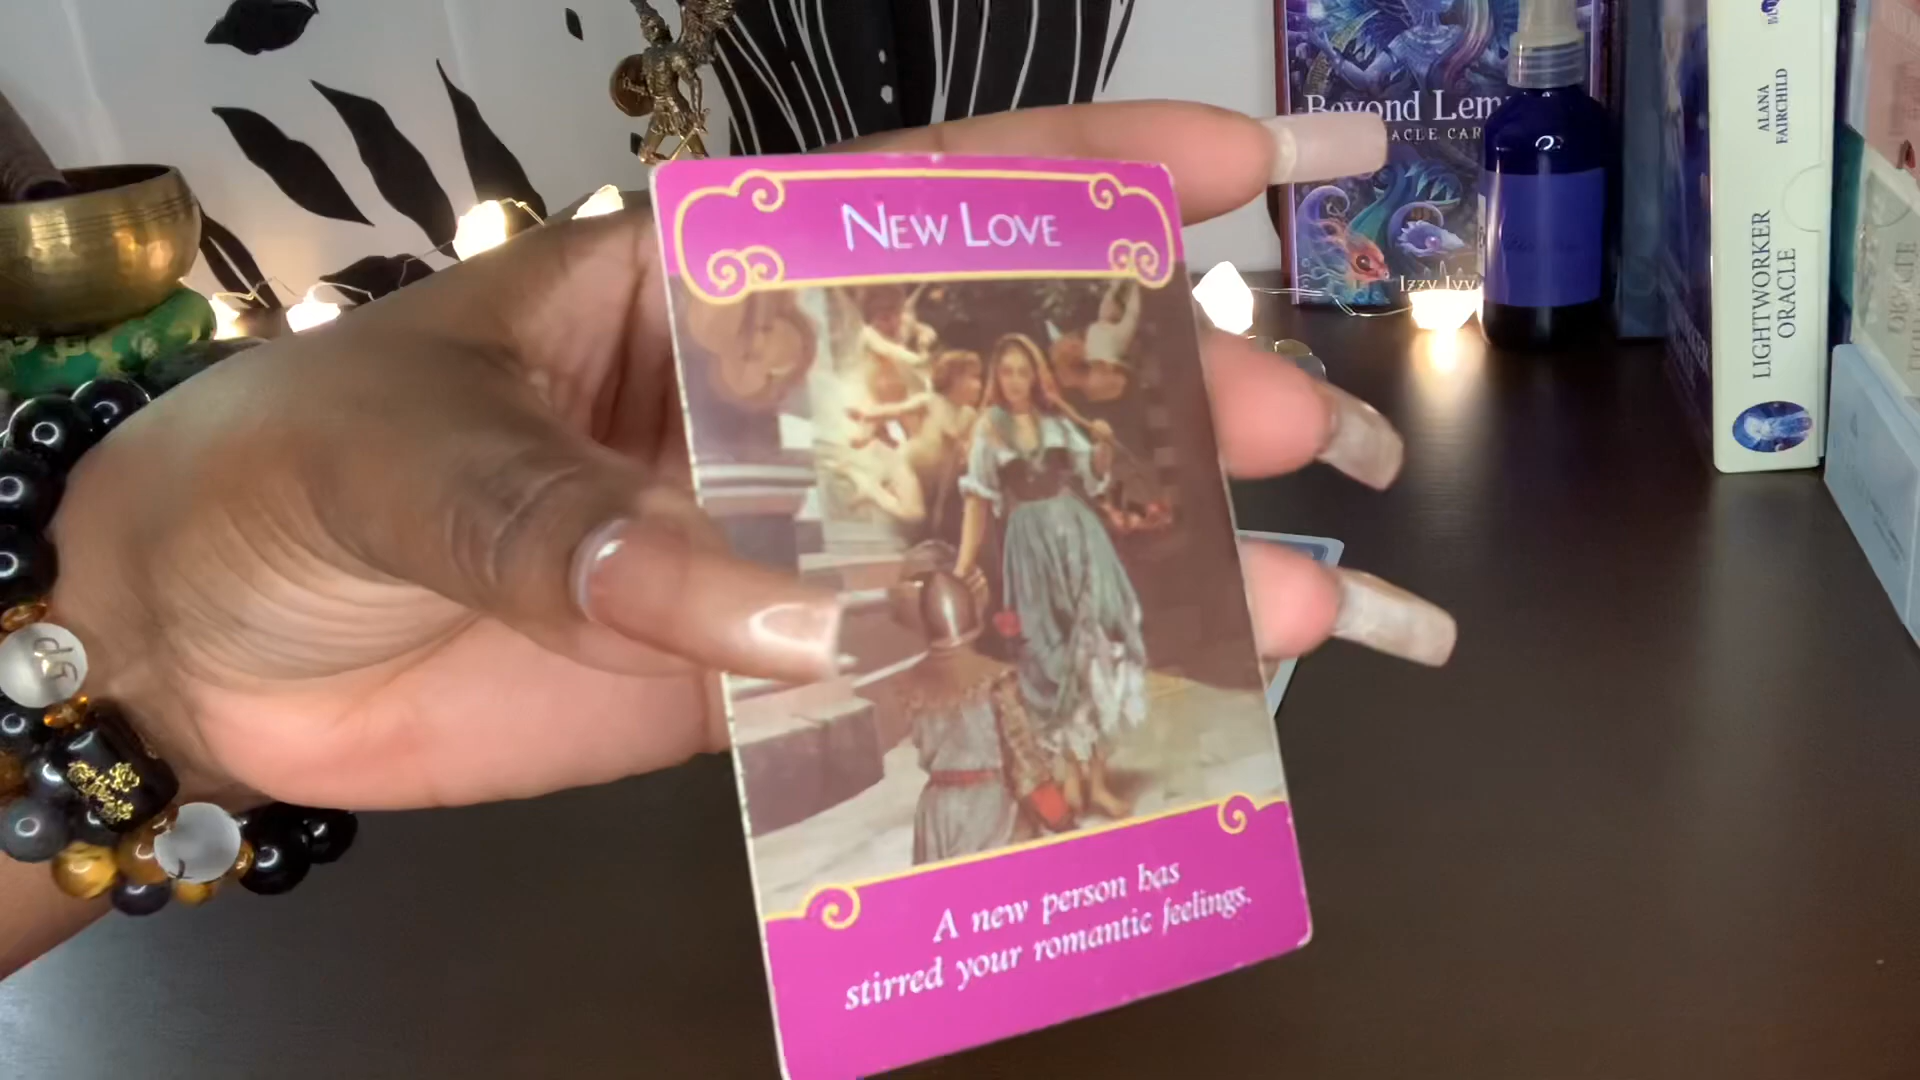 NEW LOVE
A new person has
stirred your romantic feelings.
Beyond Lem
ACLE CAR
Izzy Ivy
LIGHTWORKER
ORACLE
ALANA
FAIRCHILD